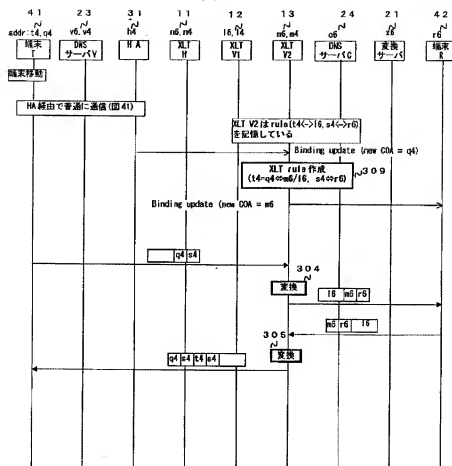 41 23 31 11 12 13 24 21 42
addr:t4,q4 v6,v4 h4 n6,n4 l6,l4 m6,m4 c6 x6 r6
端末 T DNS サーバV HA XLT H XLT V1 XLT V2 DNS サーバG 変換 サーバ 端末 R
端末移動
HA経由で普通に通信(図41)
XLT V2はrule(t4<->l6, s4<->r6)
を記憶している
Binding update (new COA = q4)
XLT rule 作成
(t4=q4⇔m6/l6, s4⇔r6)
309
Binding update (new COA = m6
q4 s4
304
変換
l6 m6 r6
m6 r6 l6
305
変換
q4 s4 t4 s4